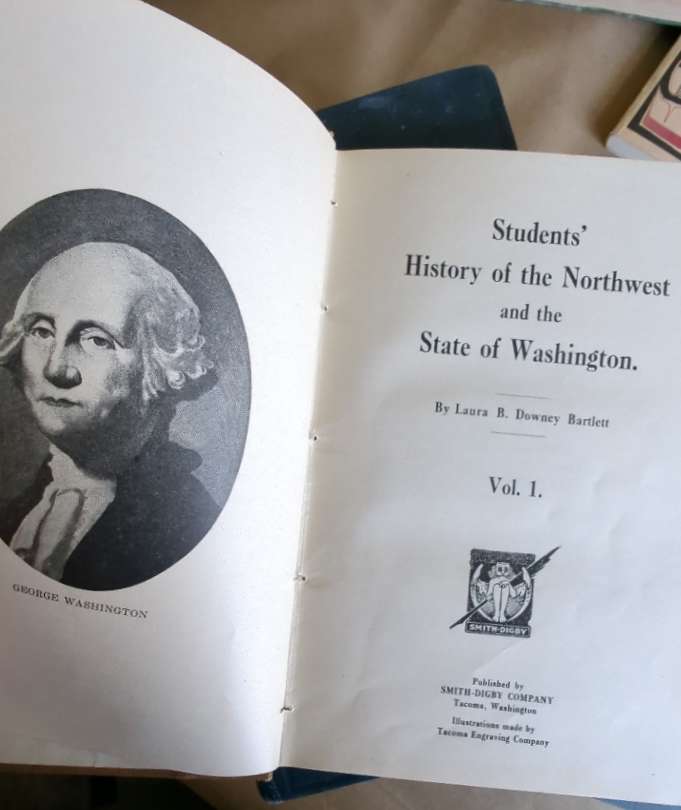 GEORGE WASHINGTON
Students'
History of the Northwest
and the
State of Washington.
By Laura B. Downey Bartlett
Vol. 1.
SMITH-DIGBY
Published by
SMITH-DIGBY COMPANY
Tacoma, Washington
Illustrations made by
Tacoma Engraving Company